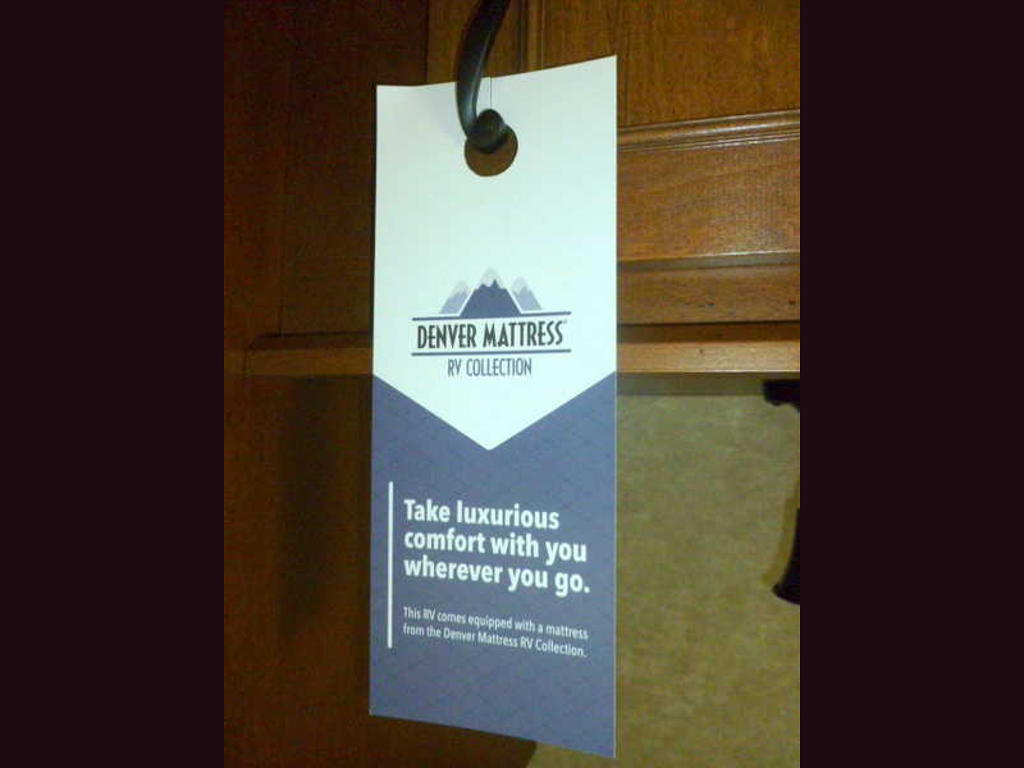 DENVER MATTRESS
RV COLLECTION
Take luxurious
comfort with you
wherever you go.
This RV comes equipped with a mattress
from the Denver Mattress RV Collection.